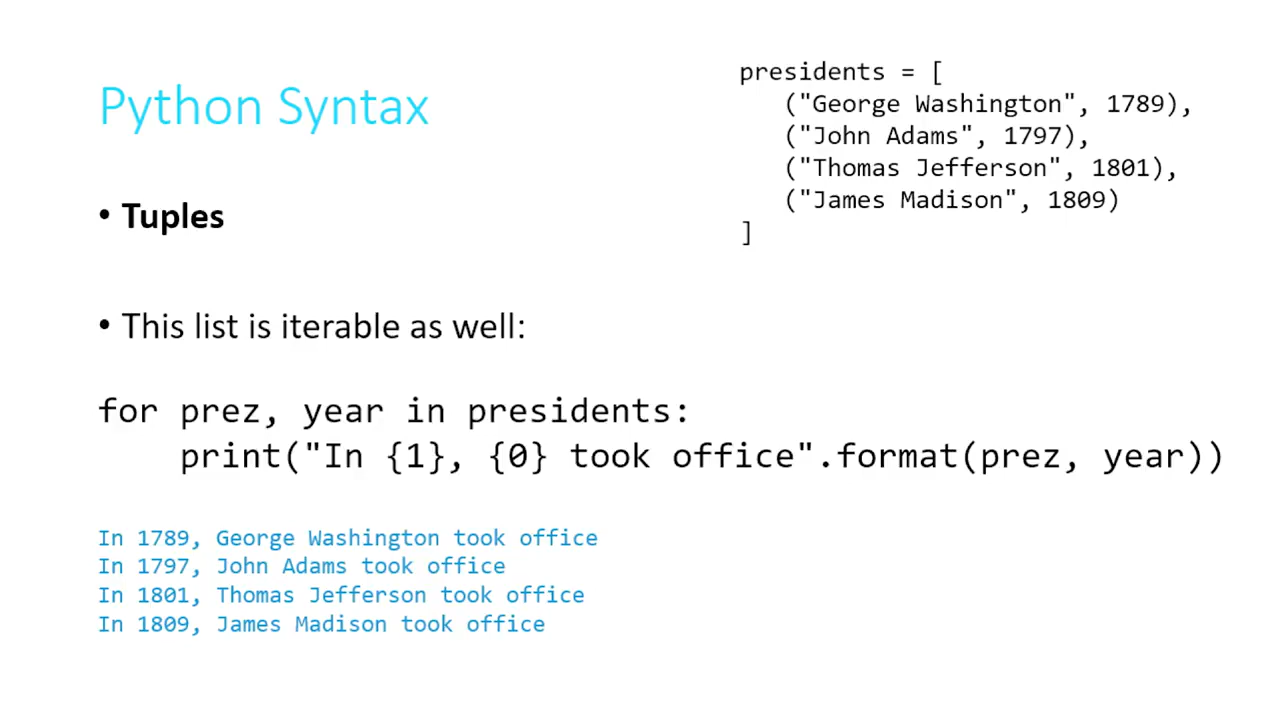 Python Syntax
presidents = [
("George Washington", 1789),
("John Adams", 1797),
("Thomas Jefferson", 1801),
("James Madison", 1809)
]
• Tuples
• This list is iterable as well:
for prez, year in presidents:
print("In {1}, {0} took office".format(prez, year))
In 1789, George Washington took office
In 1797, John Adams took office
In 1801, Thomas Jefferson took office
In 1809, James Madison took office